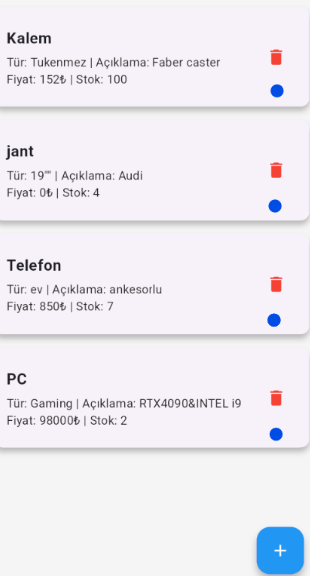 Kalem
Tür: Tukenmez | Açıklama: Faber caster
Fiyat: 152₺ | Stok: 100
jant
Tür: 19"" | Açıklama: Audi
Fiyat: 0₺ | Stok: 4
Telefon
Tür: ev | Açıklama: ankesorlu
Fiyat: 850₺ | Stok: 7
PC
Tür: Gaming | Açıklama: RTX4090&INTEL i9
Fiyat: 98000₺ | Stok: 2
+